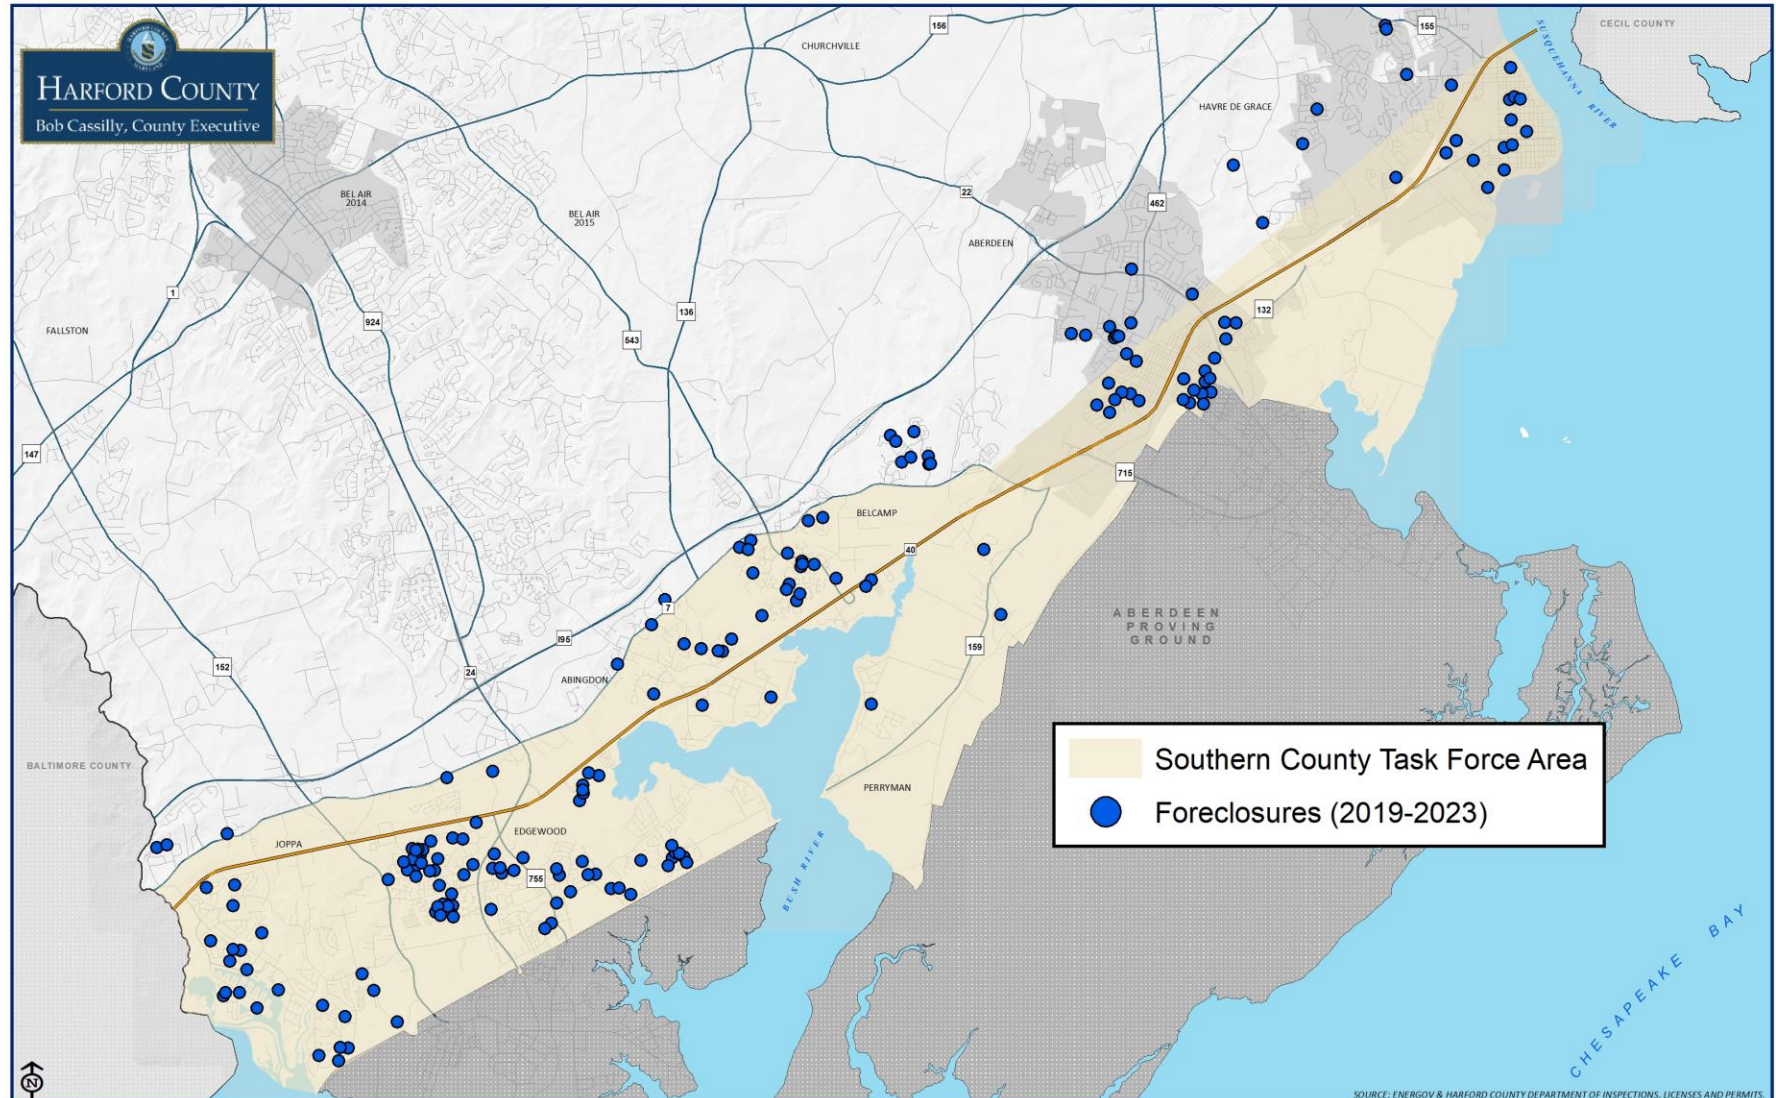 HARFORD COUNTY
Bob Cassilly, County Executive
155
CECIL COUNTY
156
CHURCHVILLE
SUSQUEHANNA RIVER
HAVRE DE GRACE
BEL AIR
2014
22
462
BEL AIR
2015
ABERDEEN
1
136
132
924
FALLSTON
543
147
715
BELCAMP
40
ABERDEEN
PROVING
GROUND
7
I95
159
152
24
ABINGDON
BALTIMORE COUNTY
Southern County Task Force Area
PERRYMAN
Foreclosures (2019-2023)
EDGEWOOD
JOPPA
755
BUSH RIVER
CHESAPEAKE BAY
N
SOURCE: ENERGOV & HARFORD COUNTY DEPARTMENT OF INSPECTIONS, LICENSES AND PERMITS.